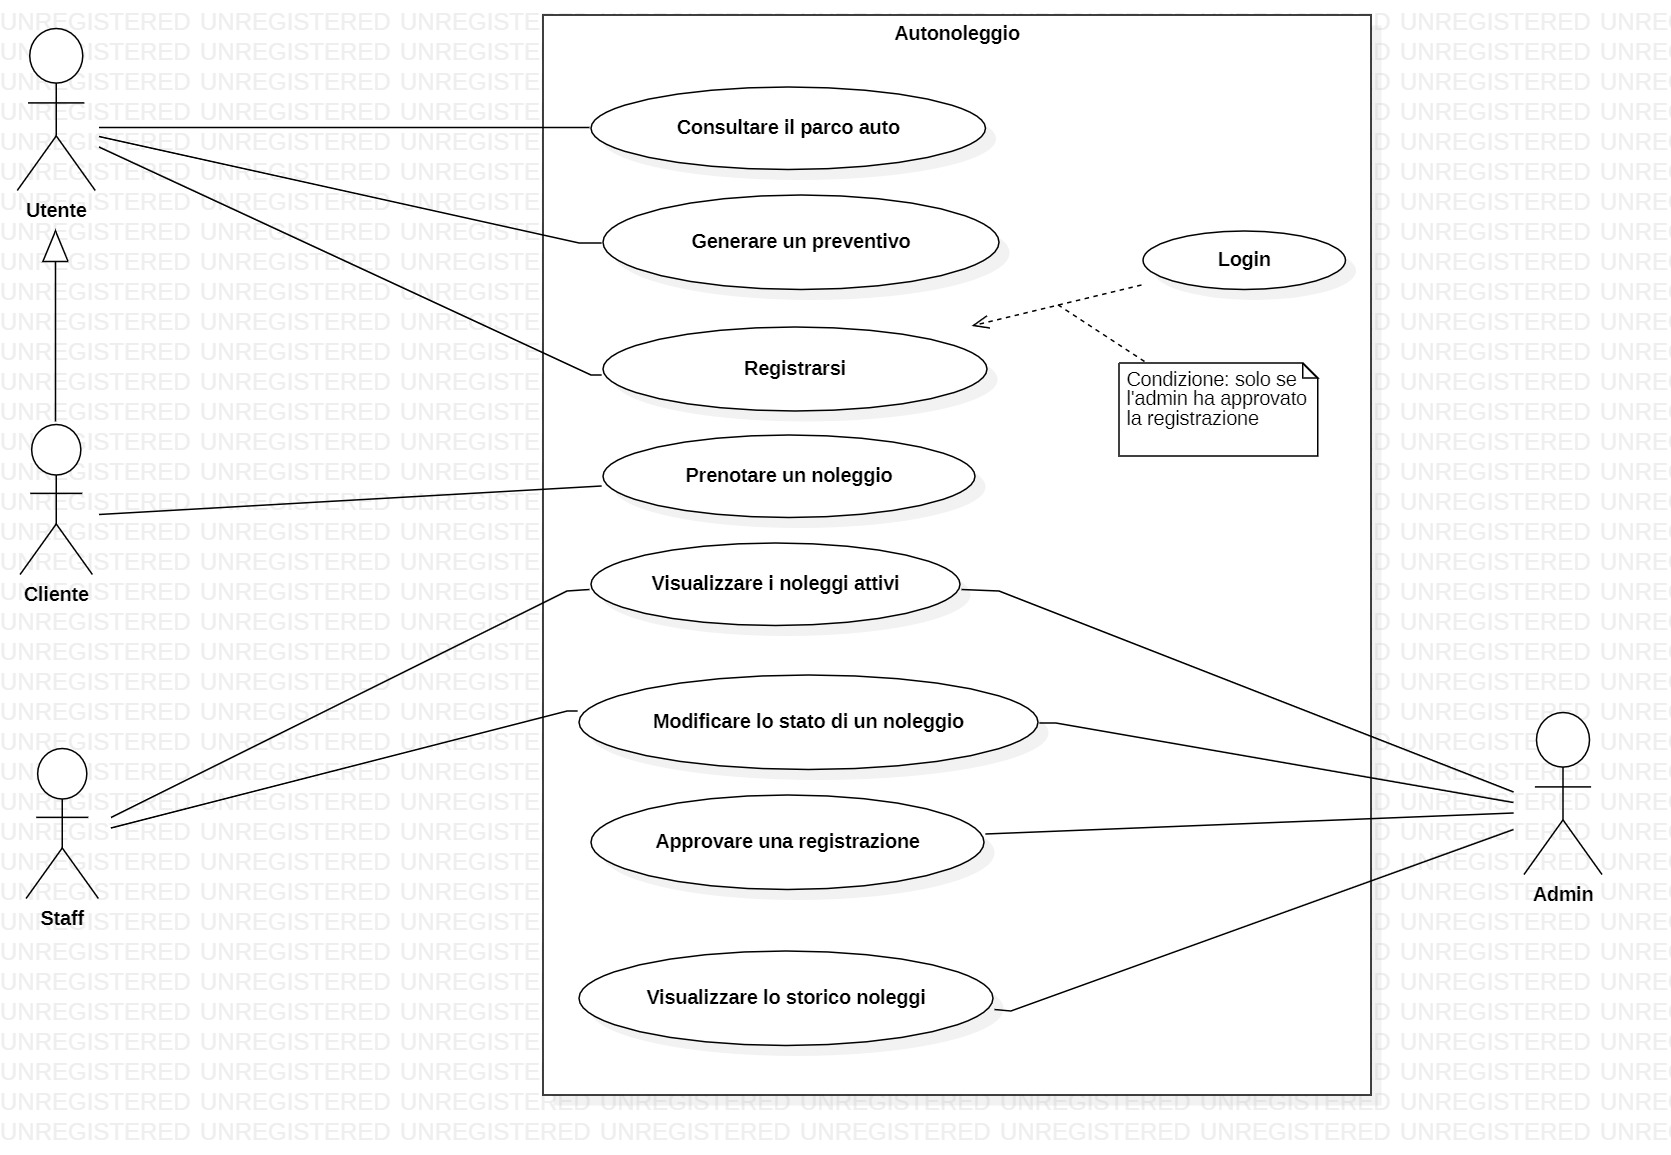 Autonoleggio
Consultare il parco auto
Utente
Generare un preventivo
Login
Registrarsi
Condizione: solo se
l'admin ha approvato
la registrazione
Prenotare un noleggio
Cliente
Visualizzare i noleggi attivi
Modificare lo stato di un noleggio
Approvare una registrazione
Admin
Staff
Visualizzare lo storico noleggi
UNREGISTERED